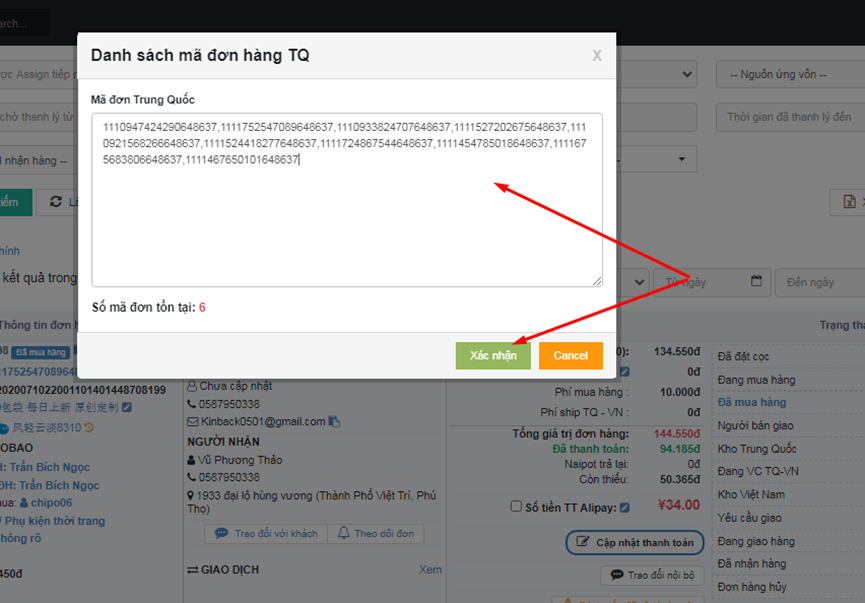 arch...
Danh sách mã đơn hàng TQ
X
Mã đơn Trung Quốc
1110947424290648637,1111752547089648637,1110933824707648637,1111527202675648637,111
0921568266648637,1111524418277648637,1111724867544648637,1111454785018648637,111167
5683806648637,1111467650101648637
Số mã đơn tồn tại: 6
Xác nhận
Cancel
ược Assign tiếp
-- Nguồn ứng vốn --
chờ thanh lý từ
Thời gian đã thanh lý đến
nhận hàng --
iếm
hính
kết quả trong
Từ ngày
Đến ngày
Thông tin đơn
Trạng th
98 Đã mua hàng
11752547089648
2020071022001101401448708199
包袋 每日上新 原创定制
风轻云淡8310
OBAO
H: Trần Bích Ngọc
ĐH: Trần Bích Ngọc
ua: chipo06
/ Phụ kiện thời trang
hông rõ
450đ
Chưa cập nhật
0587950338
Kinback0501@gmail.com
NGƯỜI NHẬN
Vũ Phương Thảo
0587950338
1933 đại lộ hùng vương (Thành Phố Việt Trì, Phú
Thọ)
Trao đổi với khách
Theo dõi đơn
GIAO DỊCH
Xem
134.550đ
0đ
Phí mua hàng : 10.000đ
Phí ship TQ - VN : 0đ
Tổng giá trị đơn hàng: 144.550đ
Đã thanh toán: 94.185đ
Naipot trả lại: 0đ
Còn thiếu: 50.365đ
Số tiền TT Alipay: ¥34.00
Cập nhật thanh toán
Trao đổi nội bộ
Đã đặt cọc
Đang mua hàng
Đã mua hàng
Người bán giao
Kho Trung Quốc
Đang VC TQ-VN
Kho Việt Nam
Yêu cầu giao
Đang giao hàng
Đã nhận hàng
Đơn hàng hủy